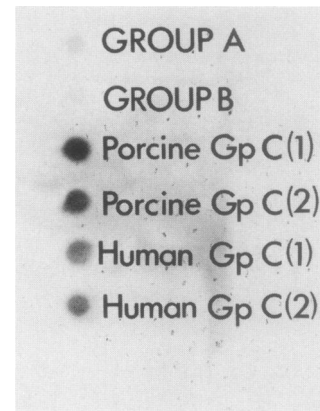 GROUP A
GROUP B
Porcine Gp C(1)
Porcine Gp C(2)
Human Gp C(1)
Human Gp C(2)